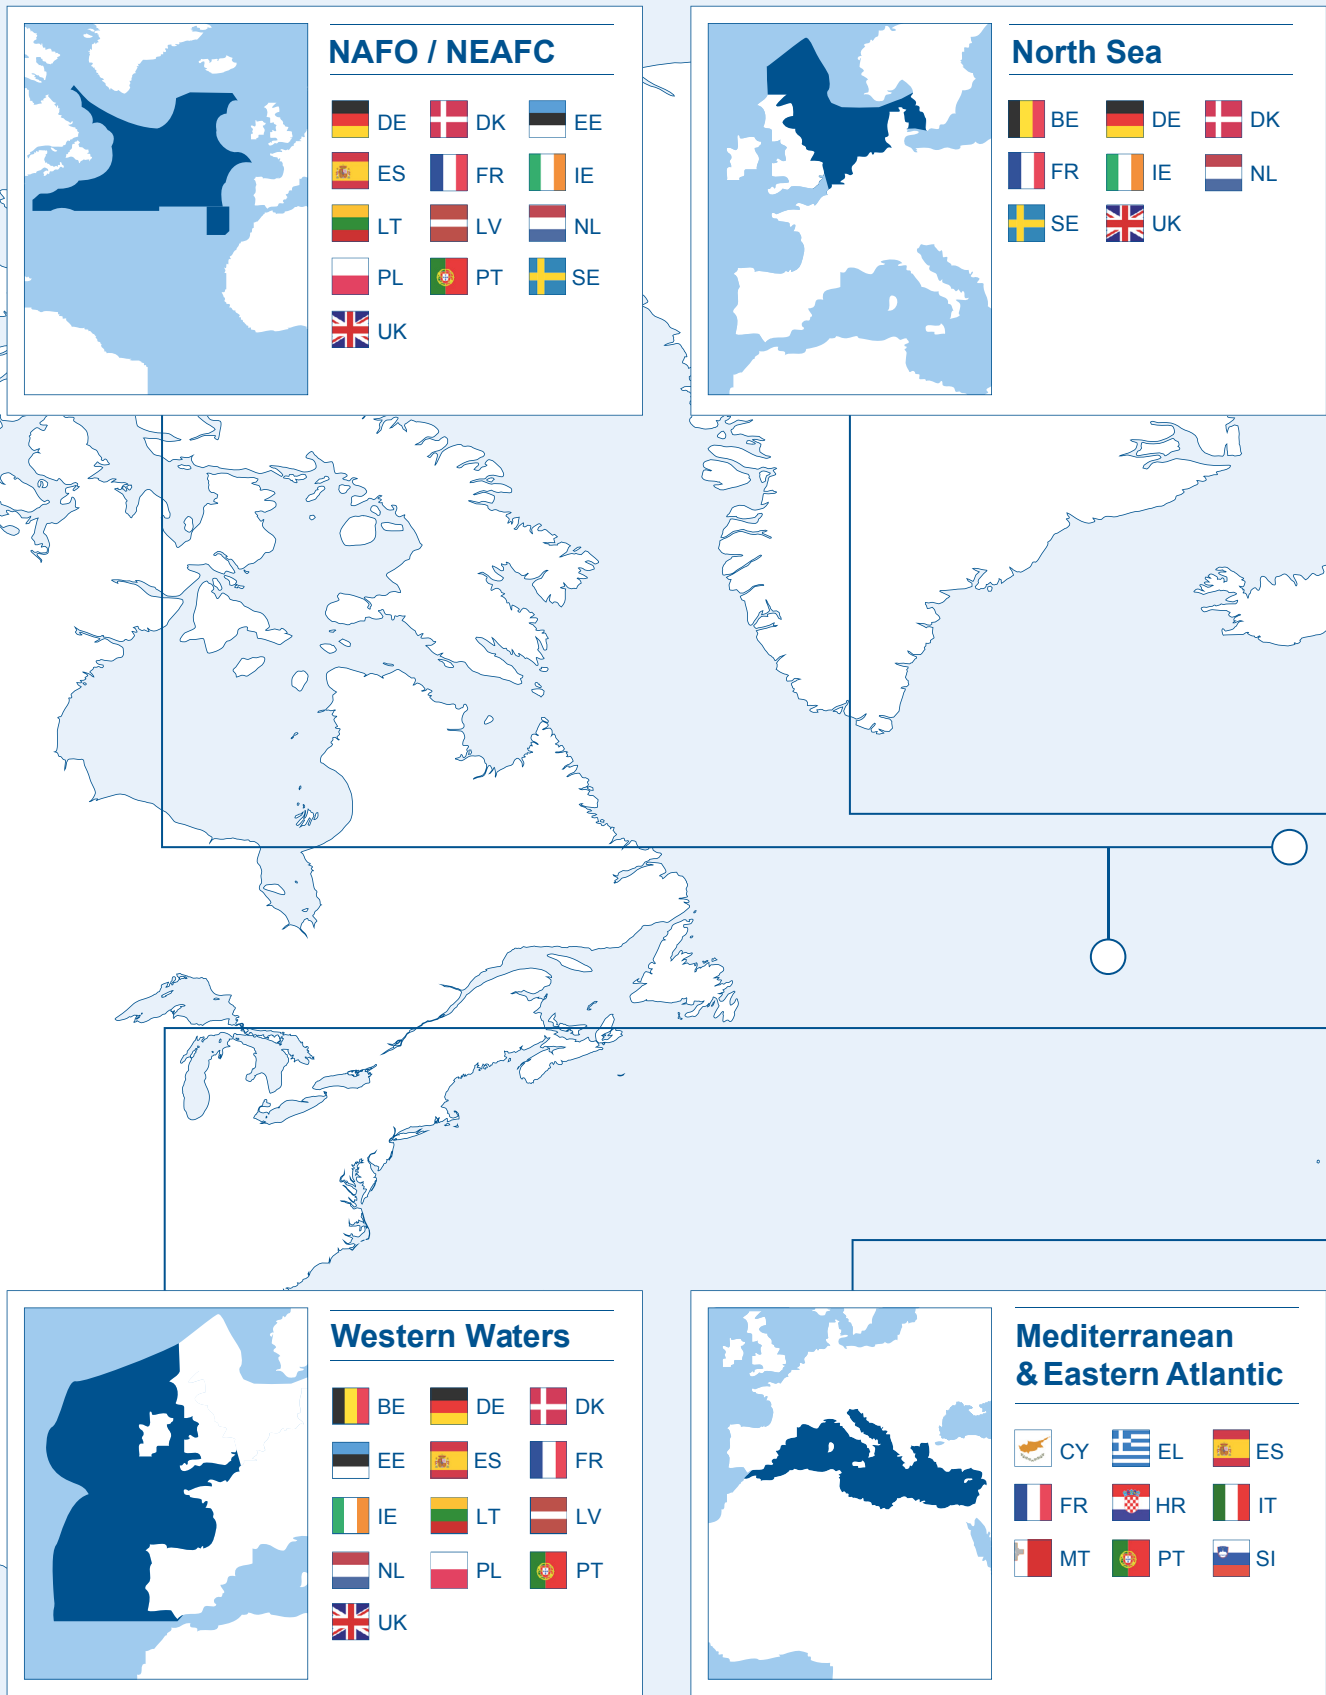 NAFO / NEAFC
DE DK EE
ES FR IE
LT LV NL
PL PT SE
UK
North Sea
BE DE DK
FR IE NL
SE UK
Western Waters
BE DE DK
EE ES FR
IE LT LV
NL PL PT
UK
Mediterranean
& Eastern Atlantic
CY EL ES
FR HR IT
MT PT SI